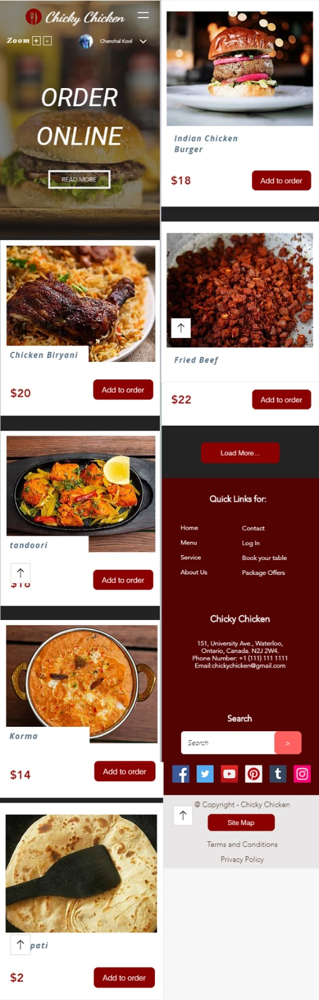 Chicky Chicken
Zoom + -
Chanchal Kool
ORDER
ONLINE
READ MORE
Chicken Biryani
$20
Add to order
tandoori
Add to order
Korma
$14
Add to order
pati
$2
Add to order
Indian Chicken
Burger
$18
Add to order
Fried Beef
$22
Add to order
Load More...
Quick Links for:
Home
Contact
Menu
Log In
Service
Book your table
About Us
Package Offers
Chicky Chicken
151, University Ave., Waterloo,
Ontario, Canada. N2J 2W4.
Phone Number: +1 (111) 111 1111
Email:chickychicken@gmail.com
Search
Search
>
f
P
t
@ Copyright - Chicky Chicken
Site Map
Terms and Conditions
Privacy Policy